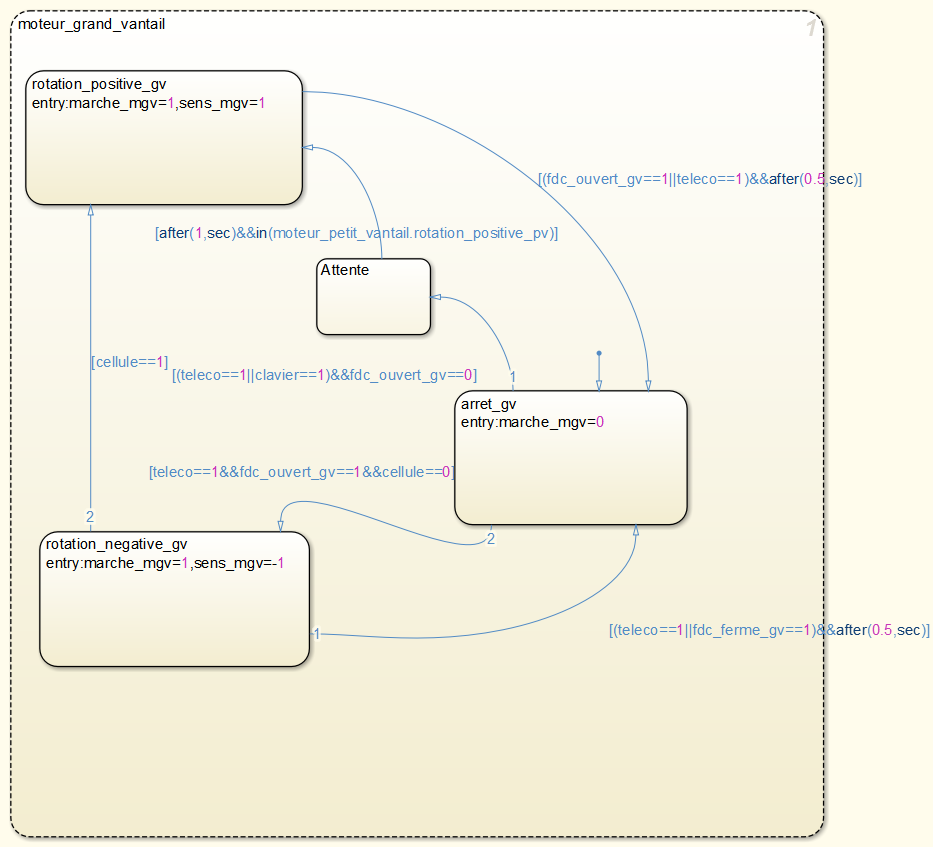 moteur_grand_vantail
1
rotation_positive_gv
entry:marche_mgv=1,sens_mgv=1
[(fdc_ouvert_gv==1||teleco==1)&&after(0.5,sec)]
[after(1,sec)&&in(moteur_petit_vantail.rotation_positive_pv)]
Attente
[cellule==1]
[(teleco==1||clavier==1)&&fdc_ouvert_gv==0]
1
arret_gv
entry:marche_mgv=0
[teleco==1&&fdc_ouvert_gv==1&&cellule==0]
2
2
rotation_negative_gv
entry:marche_mgv=1,sens_mgv=-1
1
[(teleco==1||fdc_ferme_gv==1)&&after(0.5,sec)]